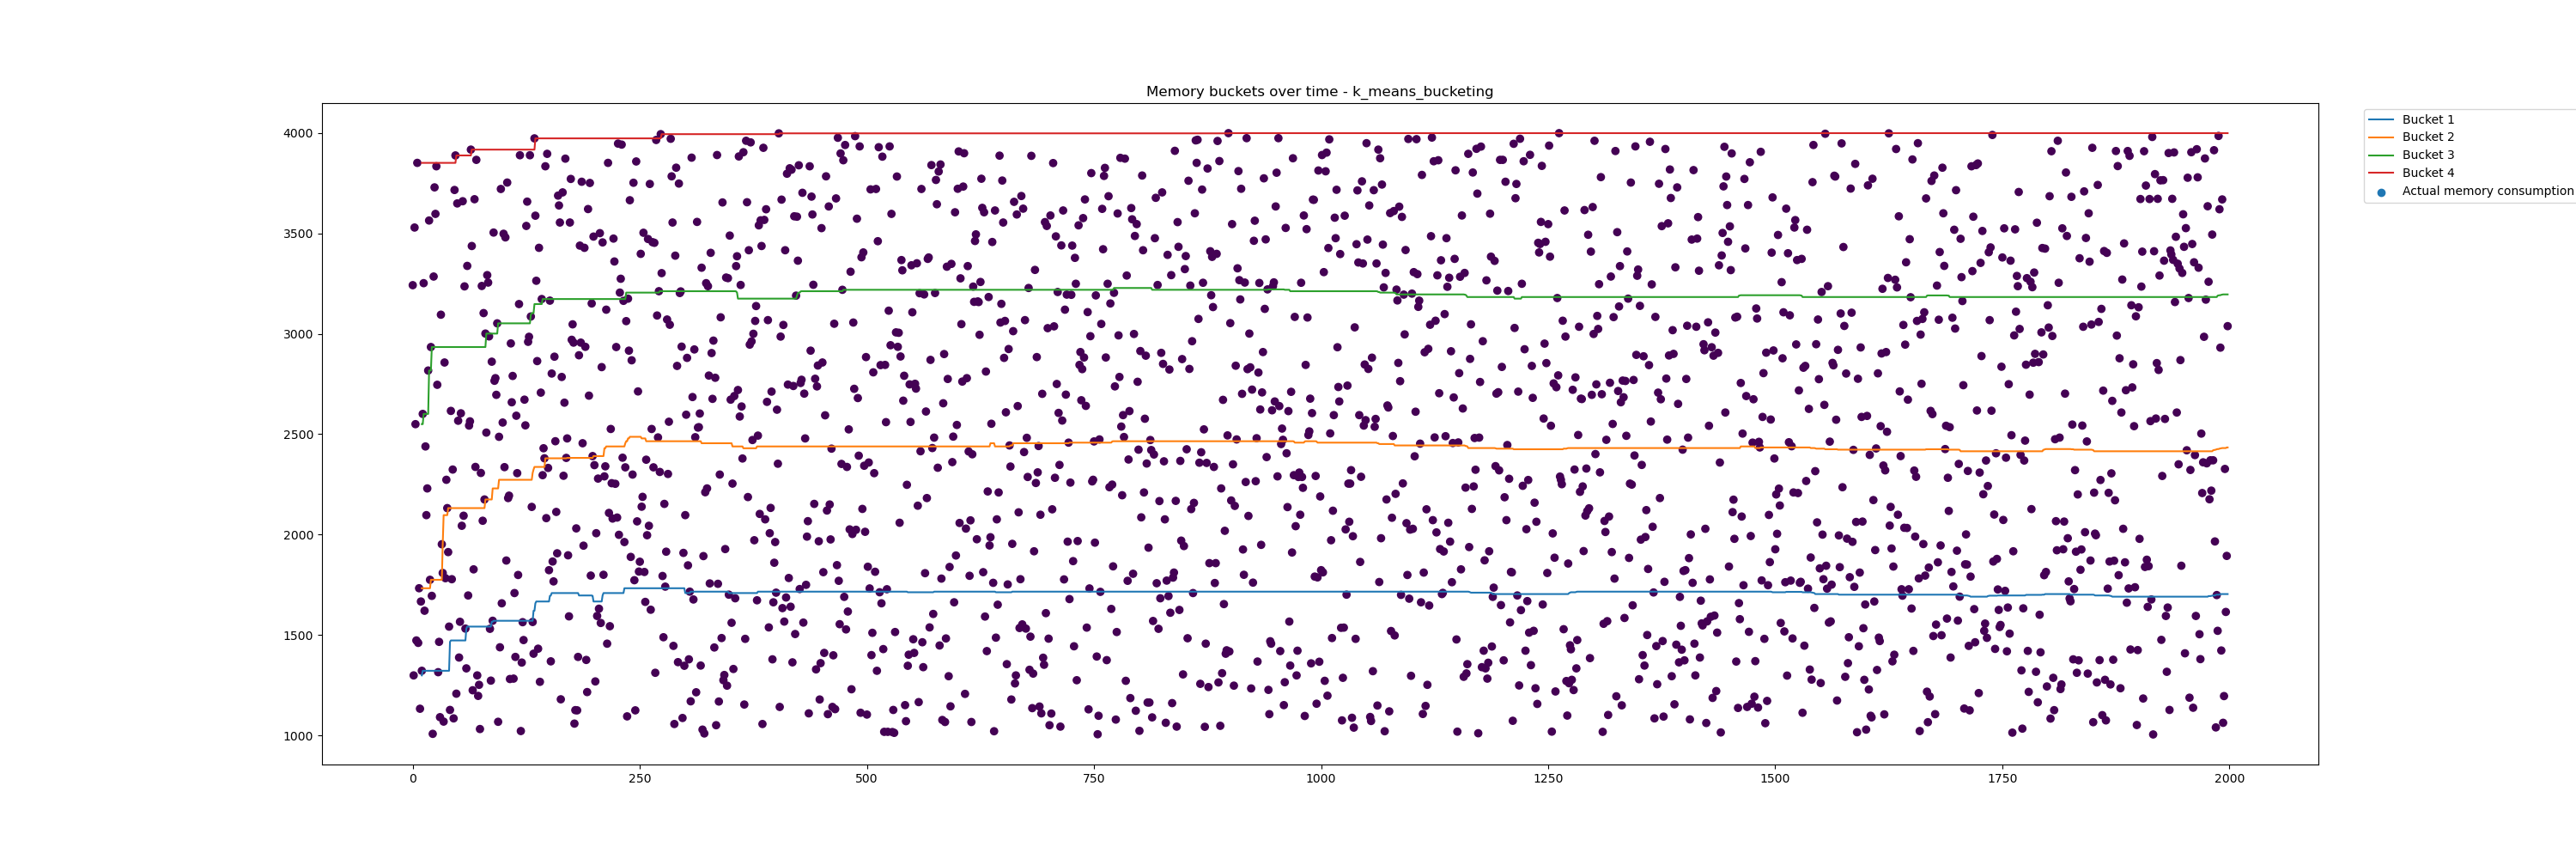 Memory buckets over time - k_means_bucketing
4000
3500
3000
2500
2000
1500
1000
0 250 500 750 1000 1250 1500 1750 2000
Bucket 1
Bucket 2
Bucket 3
Bucket 4
Actual memory consumption